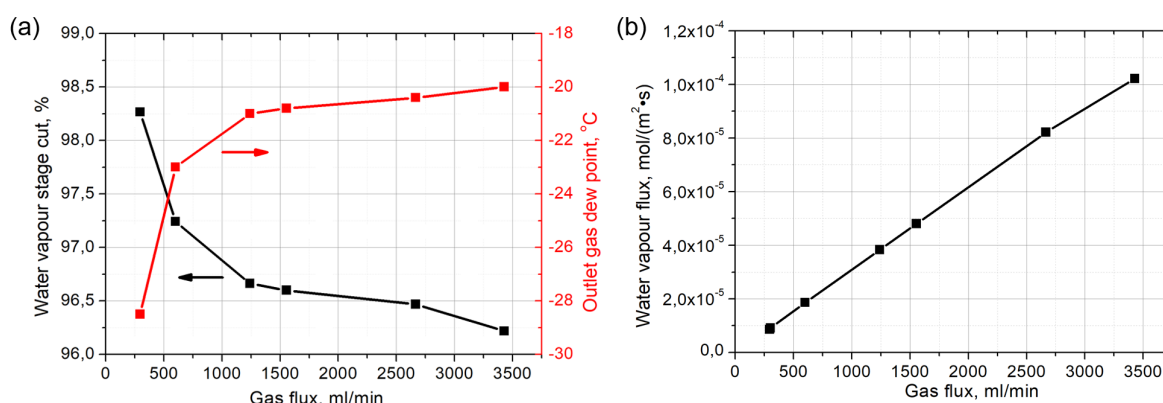 (a)
99,0
98,5
98,0
97,5
97,0
96,5
96,0
Water vapour stage cut, %
-18
-20
-22
-24
-26
-28
-30
Outlet gas dew point, °C
0 500 1000 1500 2000 2500 3000 3500
Gas flux, ml/min
(b)
1,2x10⁻⁴
1,0x10⁻⁴
8,0x10⁻⁵
6,0x10⁻⁵
4,0x10⁻⁵
2,0x10⁻⁵
0,0
Water vapour flux, mol/(m²•s)
0 500 1000 1500 2000 2500 3000 3500
Gas flux, ml/min